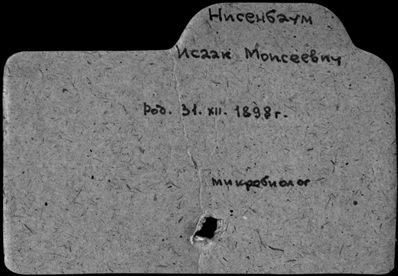 Нисенбаум
Исаак Моисеевич
Род. 31. XII. 1898 г.
микробиолог